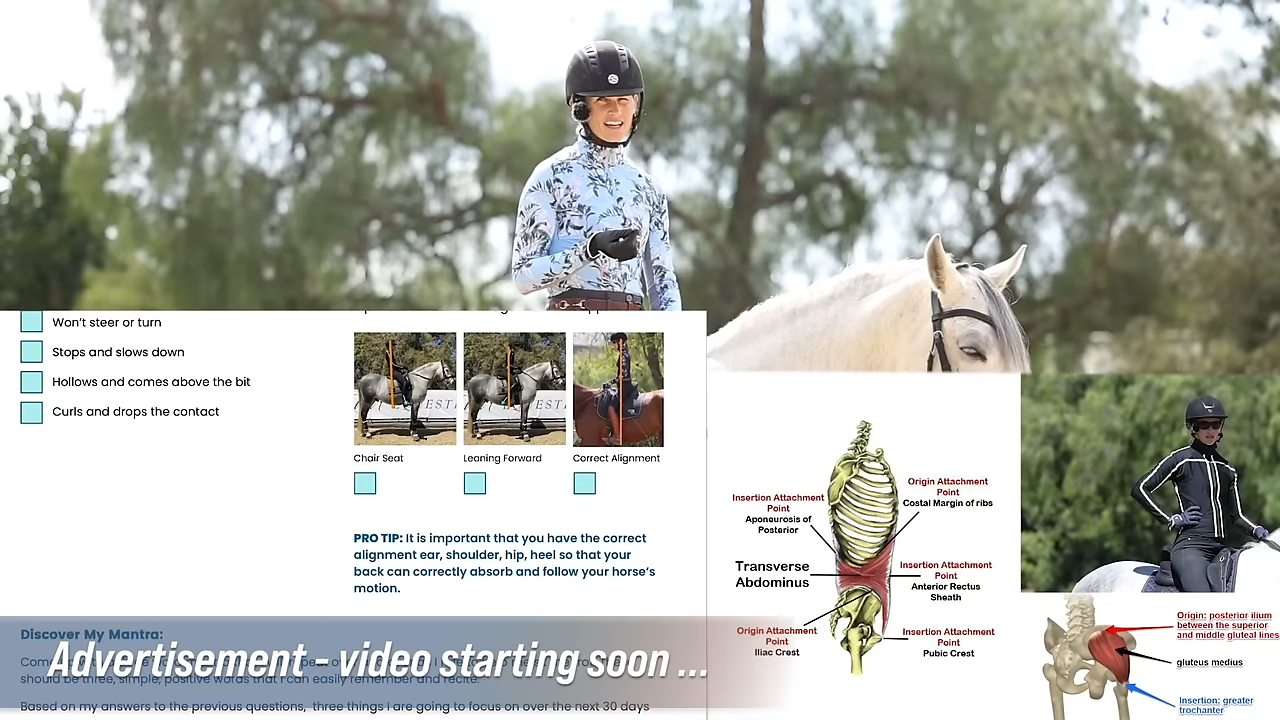 Won't steer or turn
Stops and slows down
Hollows and comes above the bit
Curls and drops the contact
Chair Seat
Leaning Forward
Correct Alignment
PRO TIP: It is important that you have the correct
alignment ear, shoulder, hip, heel so that your
back can correctly absorb and follow your horse's
motion.
Discover My Mantra:
Advertisement - video starting soon ...
should be three, simple, positive words that I can easily remember and recite.
Based on my answers to the previous questions, three things I are going to focus on over the next 30 days
Insertion Attachment
Point
Aponeurosis of
Posterior
Origin Attachment
Point
Costal Margin of ribs
Transverse
Abdominus
Insertion Attachment
Point
Anterior Rectus
Sheath
Origin Attachment
Point
Iliac Crest
Insertion Attachment
Point
Pubic Crest
Origin: posterior ilium
between the superior
and middle gluteal lines
gluteus medius
Insertion: greater
trochanter